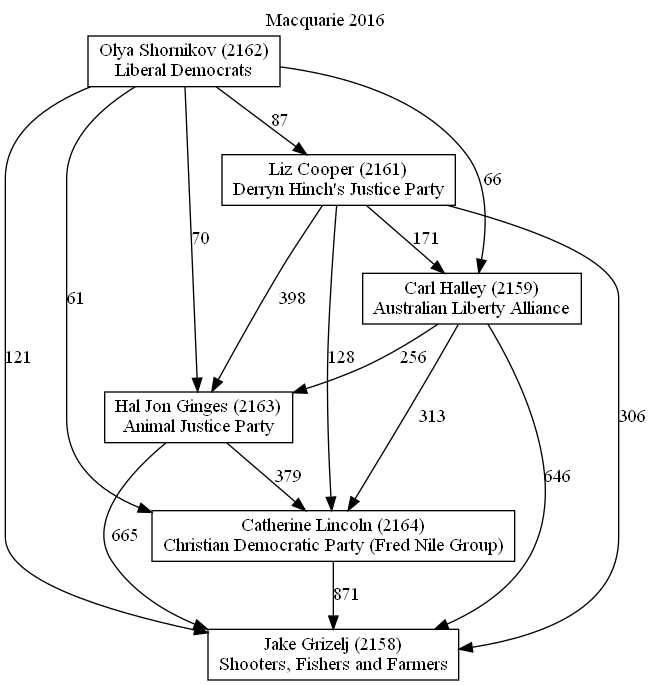 Macquarie 2016
Olya Shornikov (2162)
Liberal Democrats
87
Liz Cooper (2161)
Derryn Hinch's Justice Party
66
70
171
61
398
Carl Halley (2159)
Australian Liberty Alliance
121
128
256
Hal Jon Ginges (2163)
Animal Justice Party
313
306
379
646
Catherine Lincoln (2164)
Christian Democratic Party (Fred Nile Group)
665
871
Jake Grizelj (2158)
Shooters, Fishers and Farmers